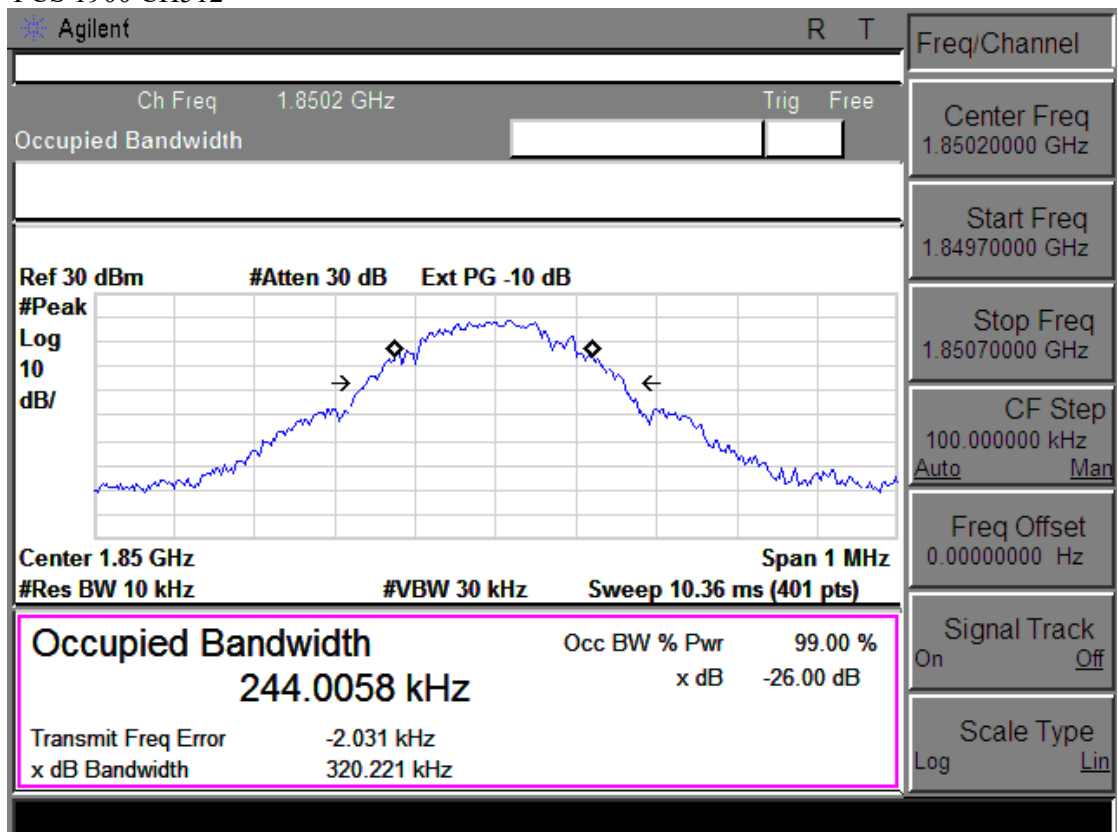 Agilent R T
Ch Freq 1.8502 GHz Trig Free
Occupied Bandwidth
Ref 30 dBm #Atten 30 dB Ext PG -10 dB
#Peak
Log
10
dB/
Center 1.85 GHz Span 1 MHz
#Res BW 10 kHz #VBW 30 kHz Sweep 10.36 ms (401 pts)
Occupied Bandwidth
244.0058 kHz
Occ BW % Pwr 99.00 %
x dB -26.00 dB
Transmit Freq Error -2.031 kHz
x dB Bandwidth 320.221 kHz
Freq/Channel
Center Freq
1.85020000 GHz
Start Freq
1.84970000 GHz
Stop Freq
1.85070000 GHz
CF Step
100.000000 kHz
Auto Man
Freq Offset
0.00000000 Hz
Signal Track
On Off
Scale Type
Log Lin